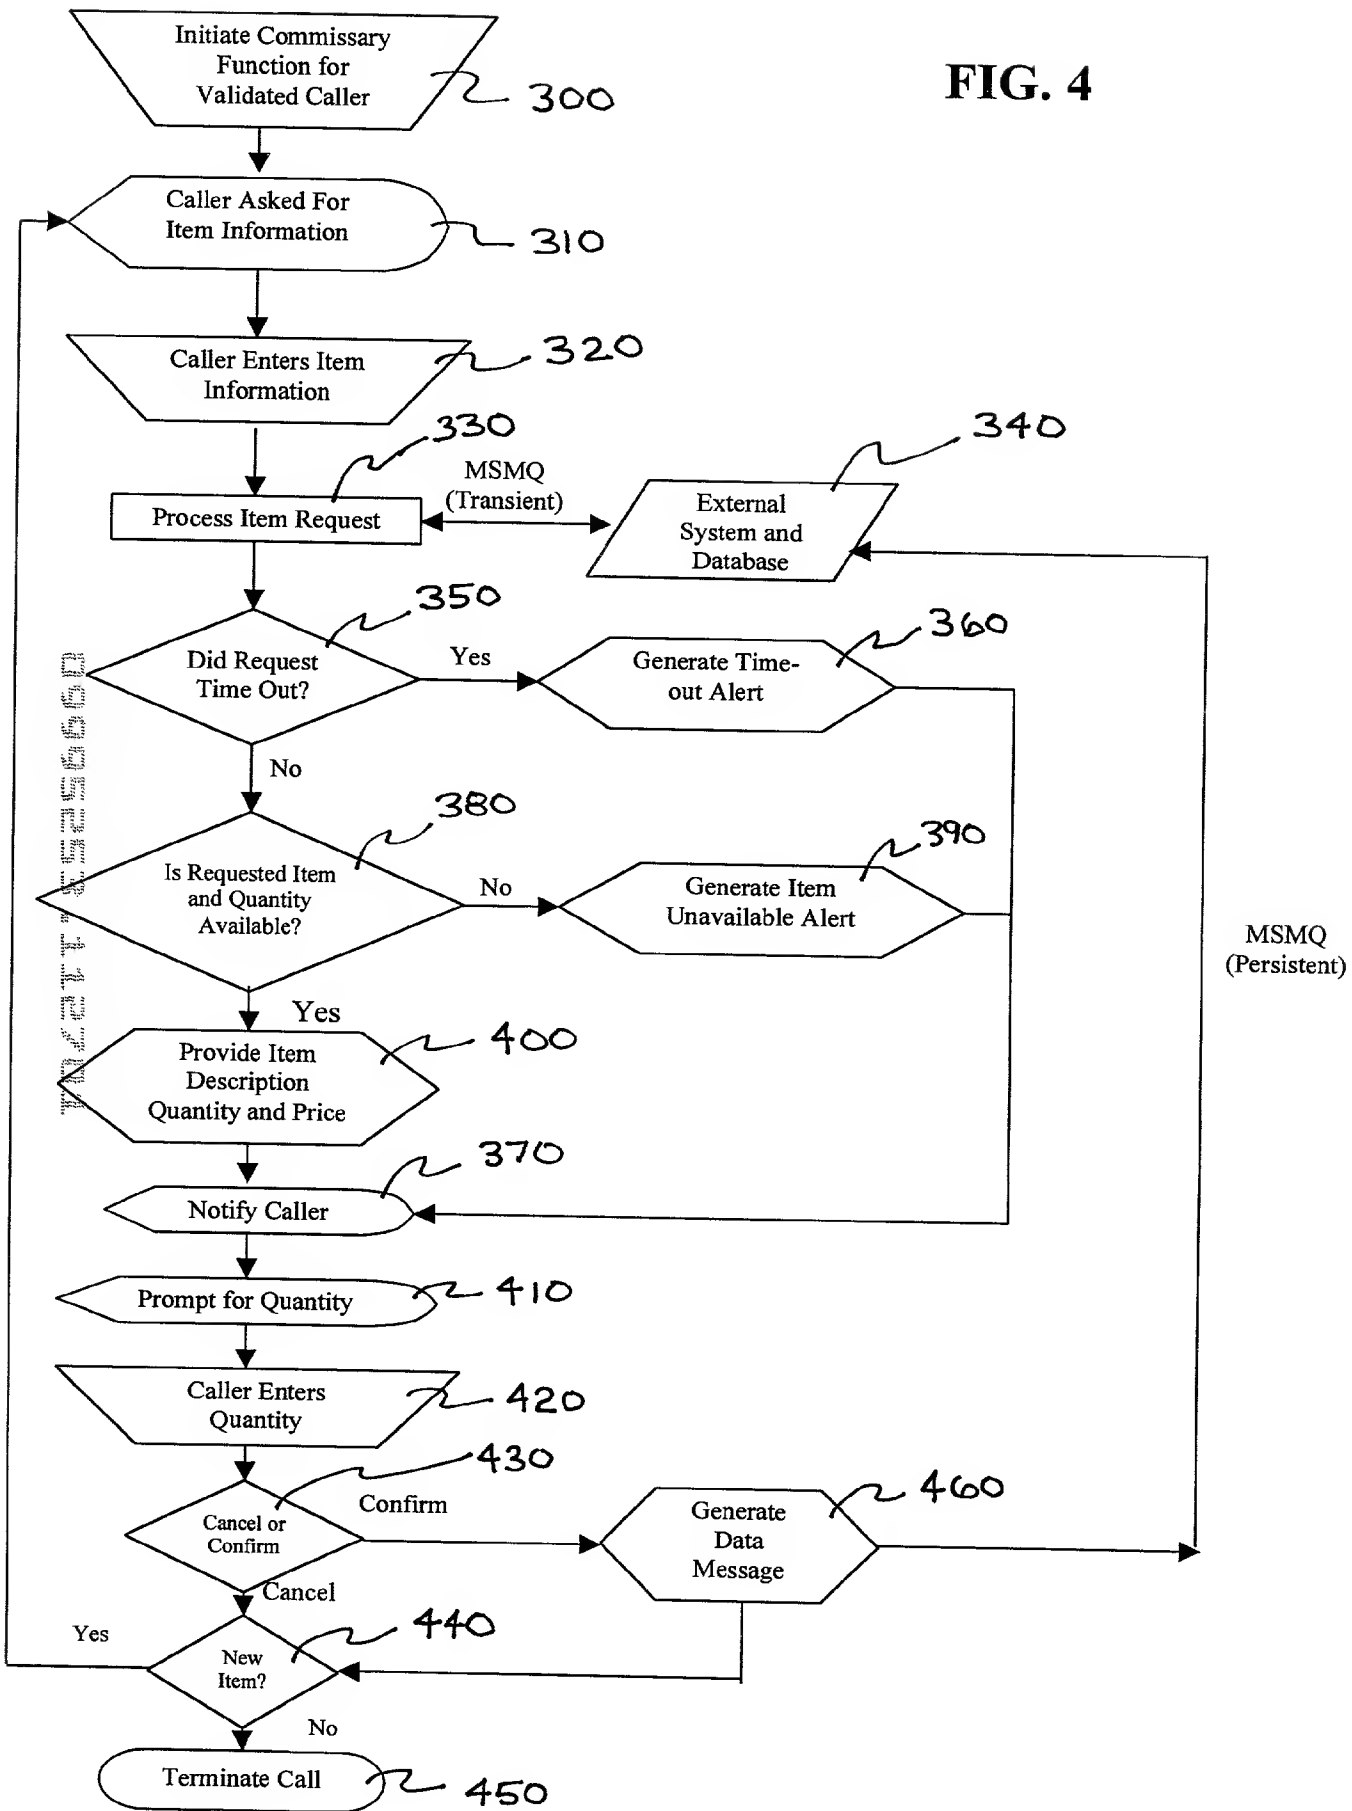 Initiate Commissary
Function for
Validated Caller
300
FIG. 4
Caller Asked For
Item Information
310
Caller Enters Item
Information
320
330
340
MSMQ
(Transient)
Process Item Request
External
System and
Database
350
360
Did Request
Time Out?
Yes
Generate Time-
out Alert
No
380
390
Is Requested Item
and Quantity
Available?
No
Generate Item
Unavailable Alert
MSMQ
(Persistent)
Yes
400
Provide Item
Description
Quantity and Price
370
Notify Caller
410
Prompt for Quantity
Caller Enters
Quantity
420
430
Confirm
460
Cancel or
Confirm
Generate
Data
Message
Cancel
440
Yes
New
Item?
No
Terminate Call
450